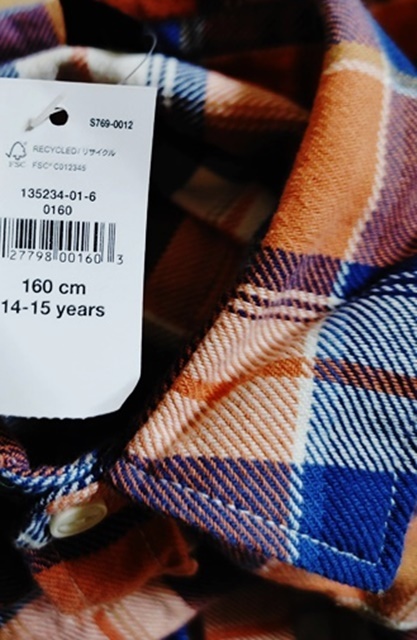 S769-0012
RECYCLED/リサイクル
FSC® C012345
FSC
135234-01-6
0160
27798 00160 3
160 cm
14-15 years